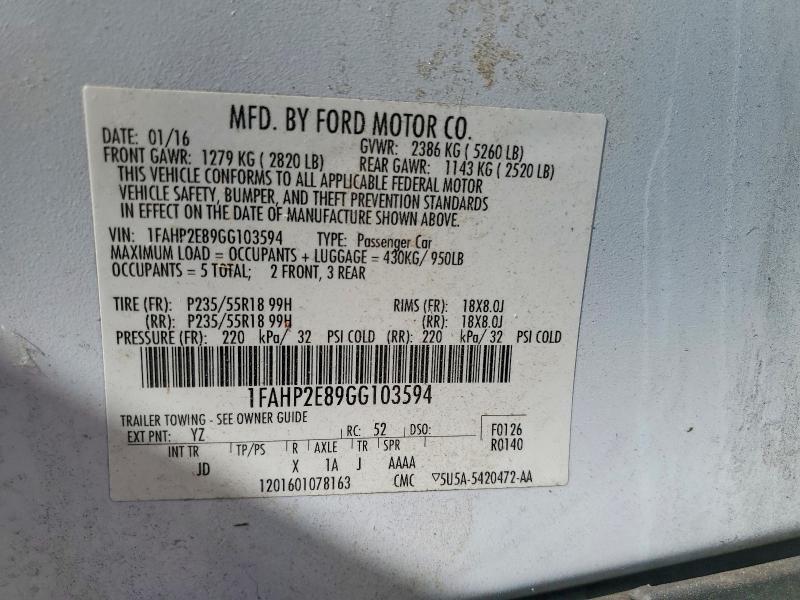 MFD. BY FORD MOTOR CO.
DATE: 01/16 GVWR: 2386 KG ( 5260 LB)
FRONT GAWR: 1279 KG ( 2820 LB) REAR GAWR: 1143 KG ( 2520 LB)
THIS VEHICLE CONFORMS TO ALL APPLICABLE FEDERAL MOTOR
VEHICLE SAFETY, BUMPER, AND THEFT PREVENTION STANDARDS
IN EFFECT ON THE DATE OF MANUFACTURE SHOWN ABOVE.
VIN: 1FAHP2E89GG103594 TYPE: Passenger Car
MAXIMUM LOAD = OCCUPANTS + LUGGAGE = 430KG/ 950LB
OCCUPANTS = 5 TOTAL; 2 FRONT, 3 REAR
TIRE (FR): P235/55R18 99H RIMS (FR): 18X8.0J
(RR): P235/55R18 99H (RR): 18X8.0J
PRESSURE (FR): 220 kPa/ 32 PSI COLD (RR): 220 kPa/ 32 PSI COLD
1FAHP2E89GG103594
TRAILER TOWING - SEE OWNER GUIDE
EXT PNT: YZ RC: 52 DSO: F0126
INT TR TP/PS R AXLE TR SPR R0140
JD X 1A J AAAA
1201601078163 CMC ▽5U5A-5420472-AA